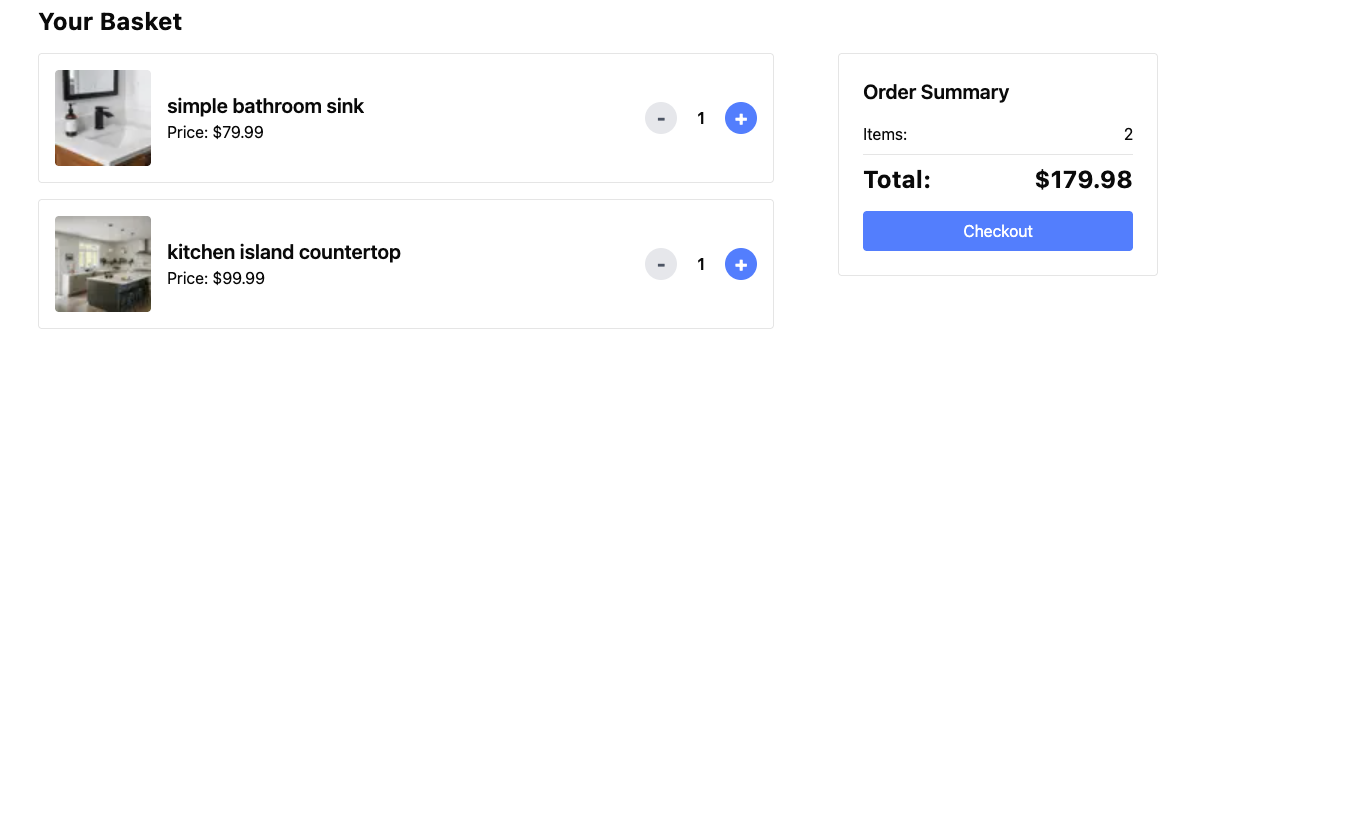 Your Basket
simple bathroom sink
Price: $79.99
- 1 +
kitchen island countertop
Price: $99.99
- 1 +
Order Summary
Items: 2
Total: $179.98
Checkout